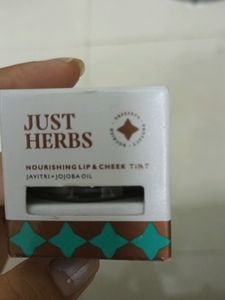 JUST
HERBS
NOURISHING LIP & CHEEK TINT
JAVITRI + JOJOBA OIL